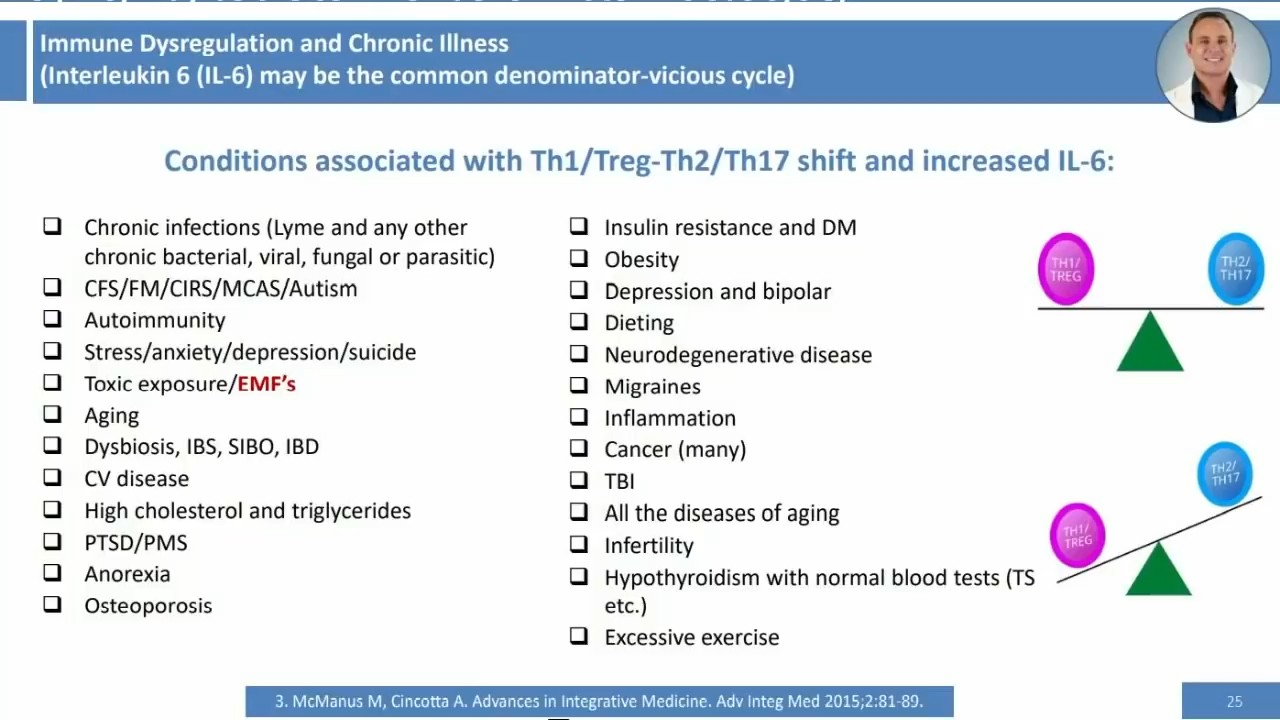 Immune Dysregulation and Chronic Illness
(Interleukin 6 (IL-6) may be the common denominator-vicious cycle)
Conditions associated with Th1/Treg-Th2/Th17 shift and increased IL-6:
Chronic infections (Lyme and any other
chronic bacterial, viral, fungal or parasitic)
CFS/FM/CIRS/MCAS/Autism
Autoimmunity
Stress/anxiety/depression/suicide
Toxic exposure/EMF's
Aging
Dysbiosis, IBS, SIBO, IBD
CV disease
High cholesterol and triglycerides
PTSD/PMS
Anorexia
Osteoporosis
Insulin resistance and DM
Obesity
Depression and bipolar
Dieting
Neurodegenerative disease
Migraines
Inflammation
Cancer (many)
TBI
All the diseases of aging
Infertility
Hypothyroidism with normal blood tests (TS
etc.)
Excessive exercise
TH1/
TREG
TH2/
TH17
TH2/
TH17
TH1/
TREG
3. McManus M, Cincotta A. Advances in Integrative Medicine. Adv Integ Med 2015;2:81-89.
25